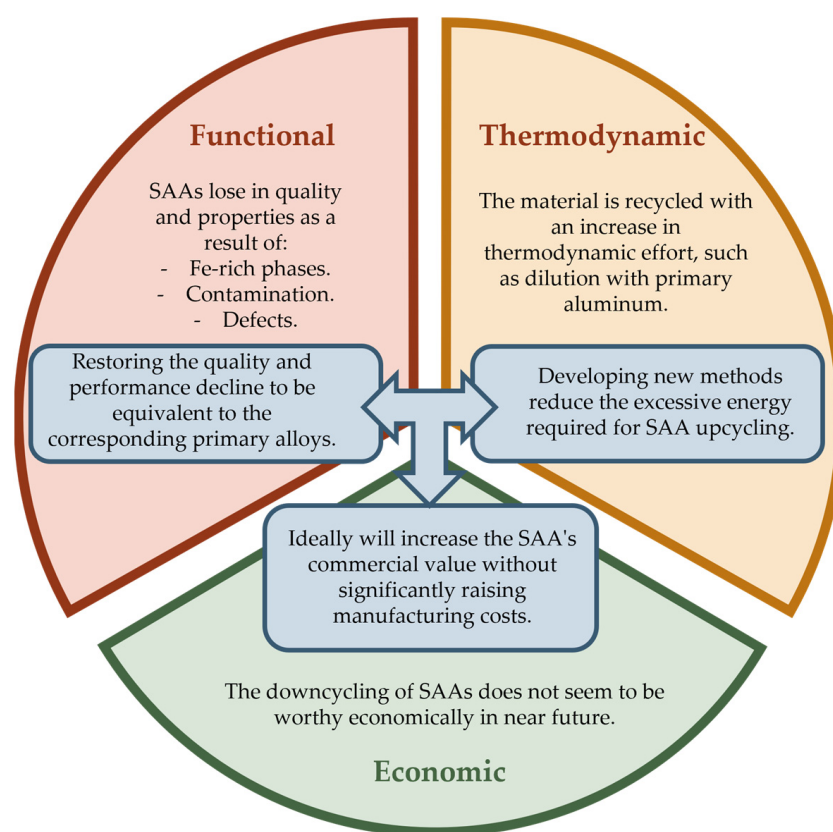 Functional
SAAs lose in quality
and properties as a
result of:
- Fe-rich phases.
- Contamination.
- Defects.
Restoring the quality and
performance decline to be
equivalent to the
corresponding primary alloys.
Thermodynamic
The material is recycled with
an increase in
thermodynamic effort, such
as dilution with primary
aluminum.
Developing new methods
reduce the excessive energy
required for SAA upcycling.
Ideally will increase the SAA's
commercial value without
significantly raising
manufacturing costs.
The downcycling of SAAs does not seem to be
worthy economically in near future.
Economic